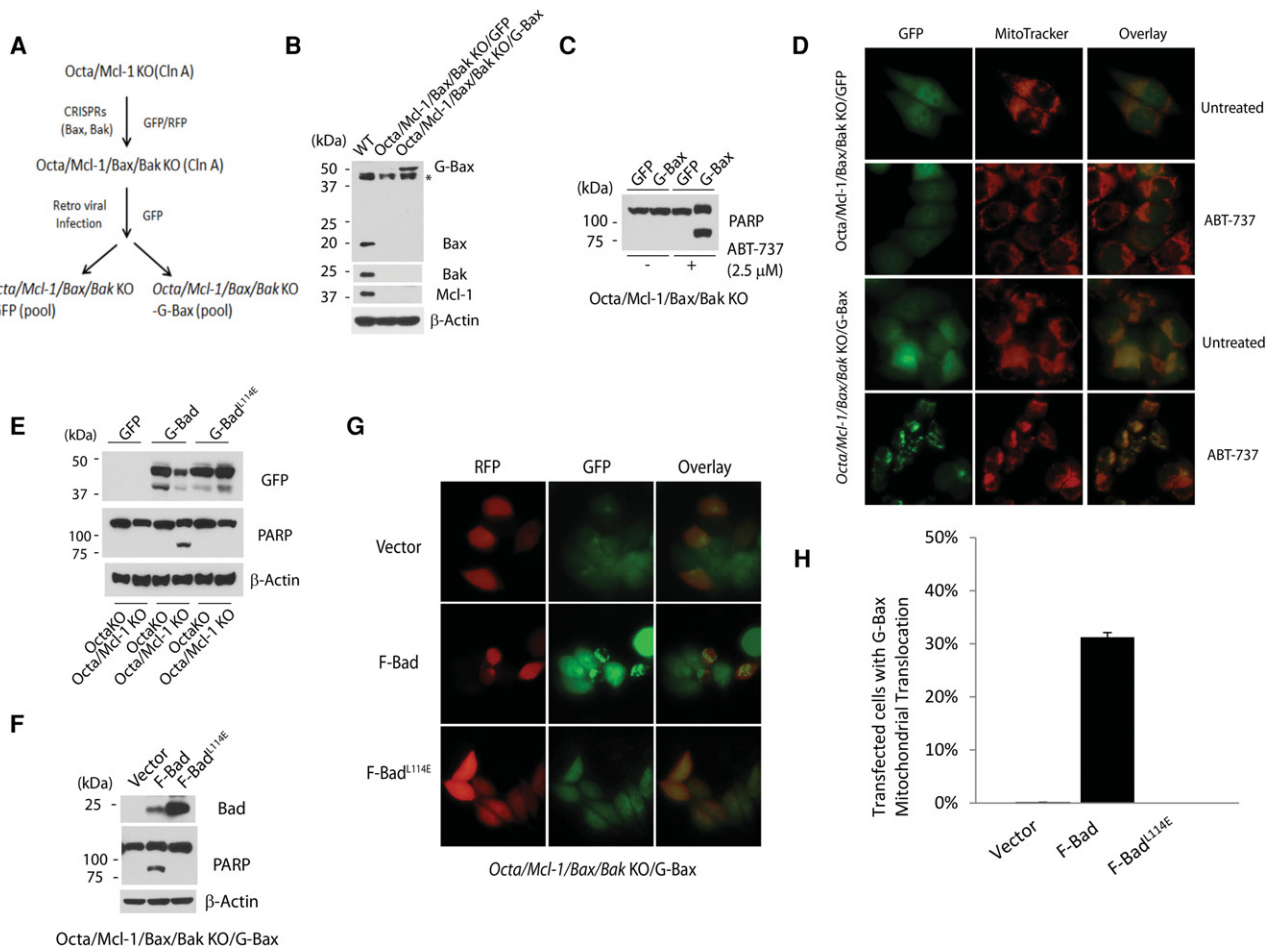 A
Octa/Mcl-1 KO(Cln A)
CRISPRs
(Bax, Bak)
GFP/RFP
Octa/Mcl-1/Bax/Bak KO (Cln A)
Retro viral
Infection
GFP
Octa/Mcl-1/Bax/Bak KO
GFP (pool)
Octa/Mcl-1/Bax/Bak KO
-G-Bax (pool)
B
(kDa)
WT
Octa/Mcl-1/Bax/Bak KO/GFP
Octa/Mcl-1/Bax/Bak KO/G-Bax
50 -
37 -
25 -
20 -
25 -
37 -
G-Bax
*
Bax
Bak
Mcl-1
β-Actin
C
GFP
G-Bax
GFP
G-Bax
(kDa)
100 -
75 -
PARP
ABT-737
(2.5 μM)
- +
Octa/Mcl-1/Bax/Bak KO
D
GFP MitoTracker Overlay
Octa/Mcl-1/Bax/Bak KO/GFP
Untreated
ABT-737
Octa/Mcl-1/Bax/Bak KO/G-Bax
Untreated
ABT-737
E
(kDa)
GFP
G-Bad
G-BadL114E
50 -
37 -
GFP
100 -
75 -
PARP
β-Actin
OctaKO
Octa/Mcl-1 KO
OctaKO
Octa/Mcl-1 KO
OctaKO
Octa/Mcl-1 KO
F
(kDa)
Vector
F-Bad
F-BadL114E
25 -
Bad
100 -
75 -
PARP
β-Actin
Octa/Mcl-1/Bax/Bak KO/G-Bax
G
RFP GFP Overlay
Vector
F-Bad
F-BadL114E
Octa/Mcl-1/Bax/Bak KO/G-Bax
H
Transfected cells with G-Bax
Mitochondrial Translocation
50%
40%
30%
20%
10%
0%
Vector
F-Bad
F-BadL114E